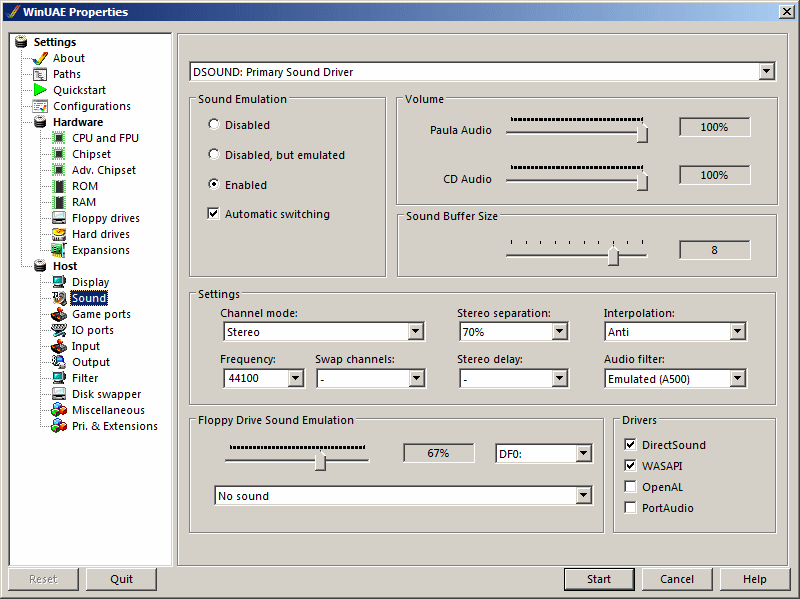 WinUAE Properties
Settings
About
Paths
Quickstart
Configurations
Hardware
CPU and FPU
Chipset
Adv. Chipset
ROM
RAM
Floppy drives
Hard drives
Expansions
Host
Display
Sound
Game ports
IO ports
Input
Output
Filter
Disk swapper
Miscellaneous
Pri. & Extensions
DSOUND: Primary Sound Driver
Sound Emulation
Disabled
Disabled, but emulated
Enabled
Automatic switching
Volume
Paula Audio 100%
CD Audio 100%
Sound Buffer Size
8
Settings
Channel mode: Stereo separation: Interpolation:
Stereo 70% Anti
Frequency: Swap channels: Stereo delay: Audio filter:
44100 - - Emulated (A500)
Floppy Drive Sound Emulation
67% DF0:
No sound
Drivers
DirectSound
WASAPI
OpenAL
PortAudio
Reset Quit Start Cancel Help